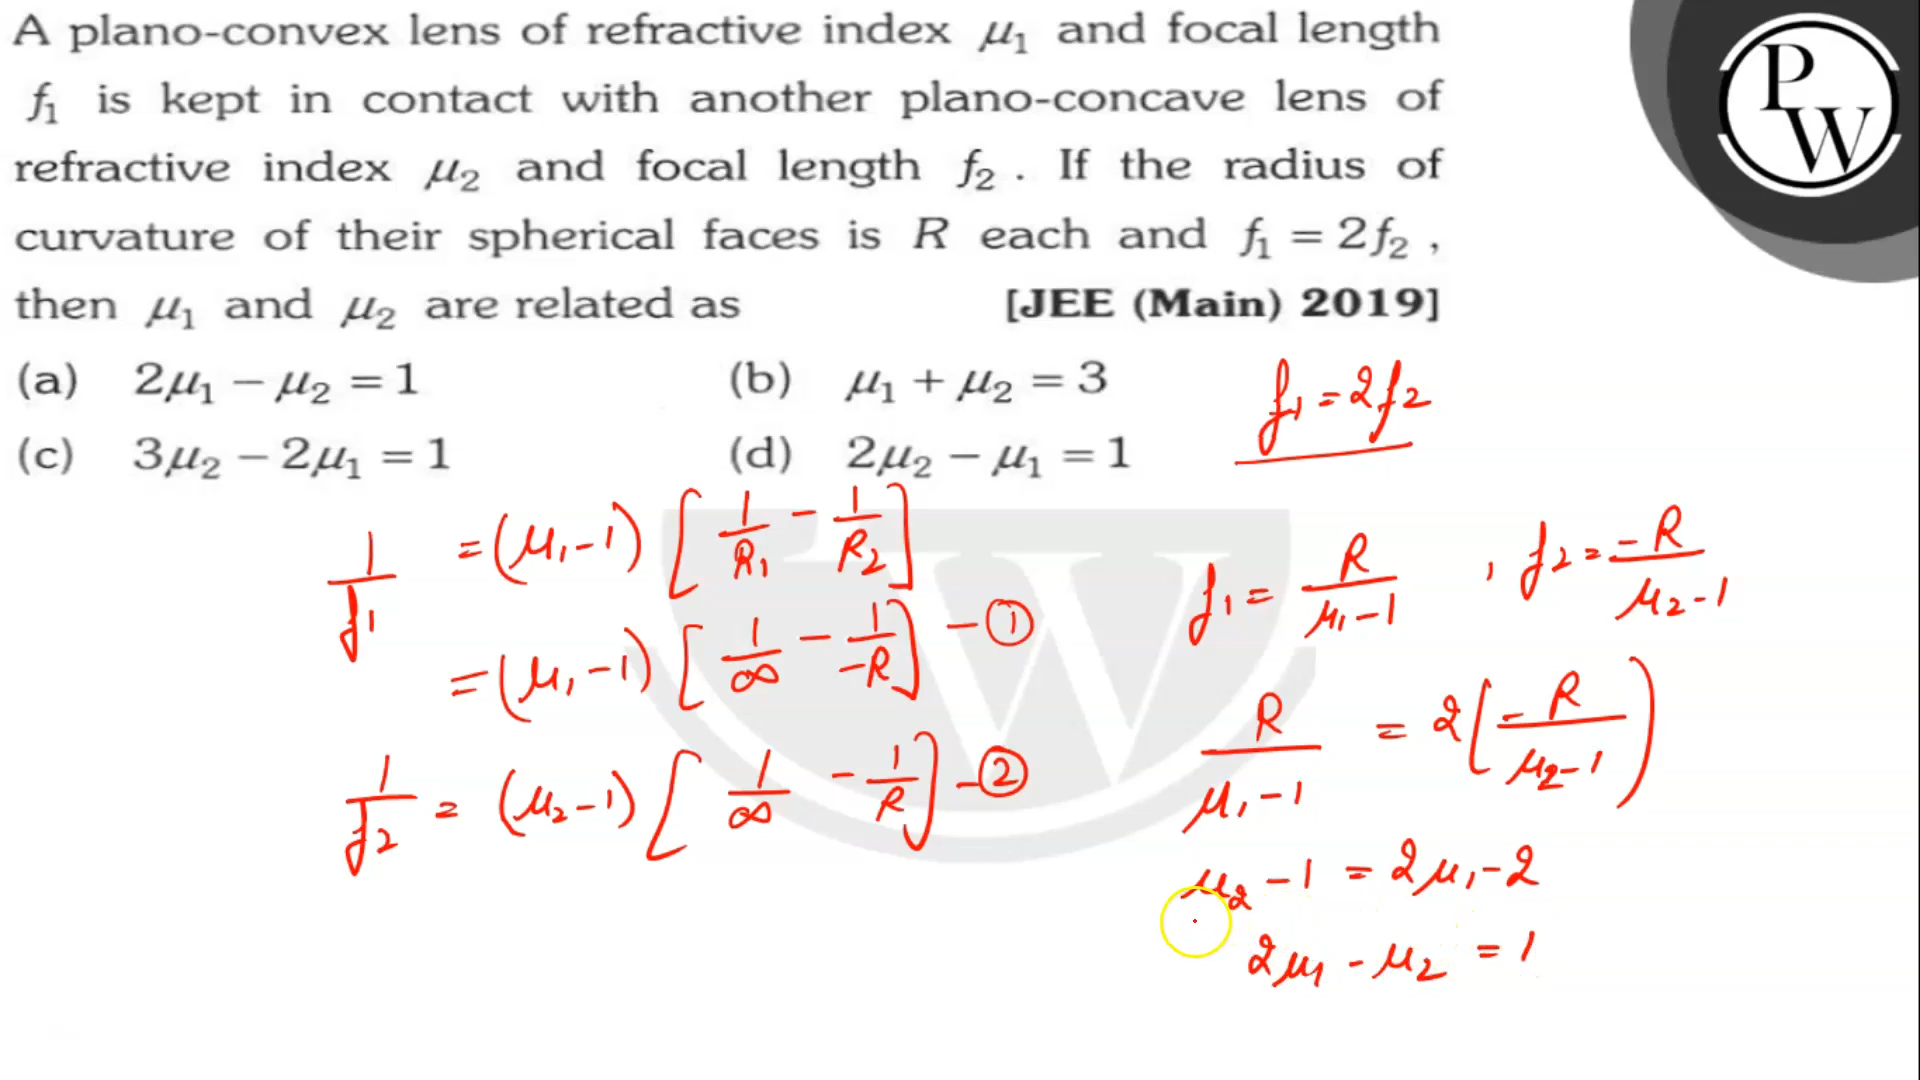 A plano-convex lens of refractive index μ₁ and focal length
f₁ is kept in contact with another plano-concave lens of
refractive index μ₂ and focal length f₂ . If the radius of
curvature of their spherical faces is R each and f₁ = 2f₂ ,
then μ₁ and μ₂ are related as [JEE (Main) 2019]
(a) 2μ₁ − μ₂ = 1 (b) μ₁ + μ₂ = 3
(c) 3μ₂ − 2μ₁ = 1 (d) 2μ₂ − μ₁ = 1
PW
f₁ = 2f₂
1/f₁ = (μ₁-1) [1/R₁ - 1/R₂]
= (μ₁-1) [1/∞ - 1/-R] - ①
1/f₂ = (μ₂-1) [1/∞ - 1/R] - ②
f₁ = R/μ₁-1 , f₂ = -R/μ₂-1
R/μ₁-1 = 2(-R/μ₂-1)
μ₂ - 1 = 2μ₁ - 2
2μ₁ - μ₂ = 1